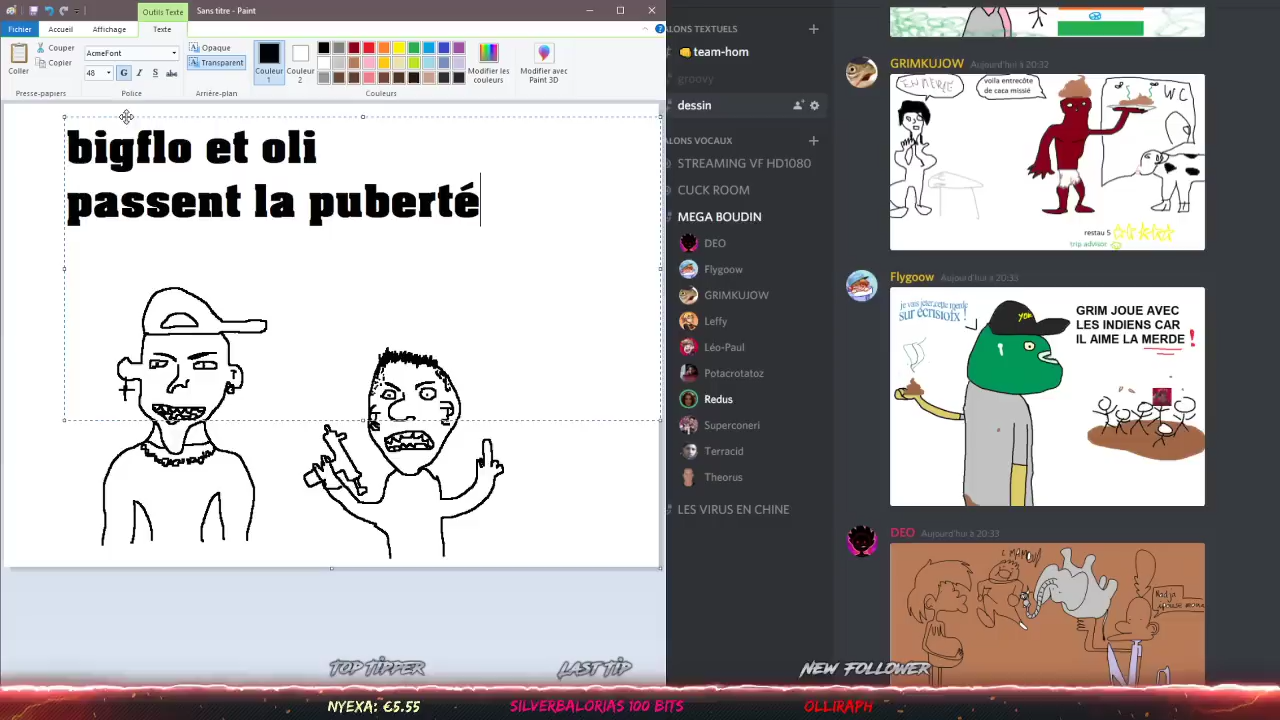 Outils Texte
Sans titre - Paint
Fichier
Accueil
Affichage
Texte
Coller
Couper
Copier
Presse-papiers
AcmeFont
48
G
I
S
abc
Police
Opaque
Transparent
Arrière-plan
Couleur 1
Couleur 2
Couleurs
Modifier les couleurs
Modifier avec Paint 3D
bigflo et oli
passent la puberté
TOP TIPPER
LAST TIP
NEW FOLLOWER
NYEXA: €5.55
SILVERBALORIAS 100 BITS
OLLIRAPH
ALONS TEXTUELS
team-hom
groovy
dessin
ALONS VOCAUX
STREAMING VF HD1080
CUCK ROOM
MEGA BOUDIN
DEO
Flygoow
GRIMKUJOW
Leffy
Léo-Paul
Potacrotatoz
Redus
Superconeri
Terracid
Theorus
LES VIRUS EN CHINE
GRIMKUJOW Aujourd'hui à 20:32
voila entrecôte
de caca missié
WC
restau 5
trip advisor
Flygoow Aujourd'hui à 20:33
je vais jeter cette merde
GRIM JOUE AVEC
LES INDIENS CAR
IL AIME LA MERDE !
DEO Aujourd'hui à 20:33